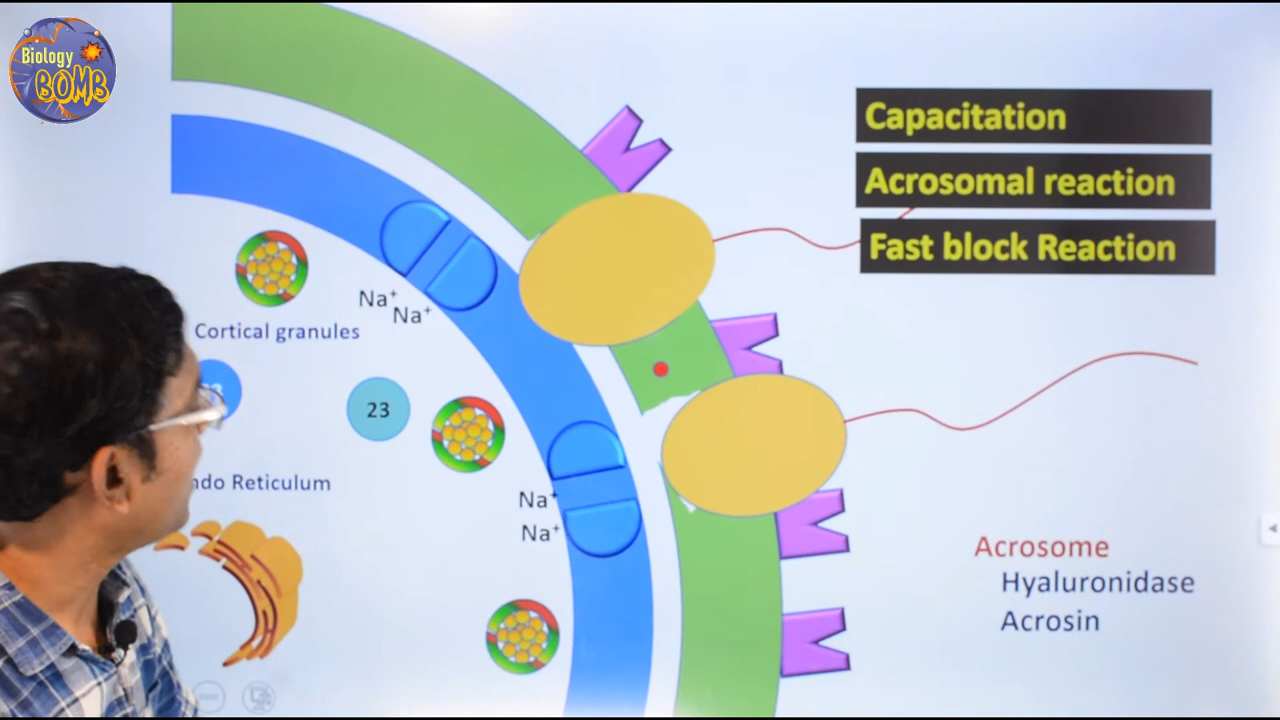 Biology
BOMB
Capacitation
Acrosomal reaction
Fast block Reaction
Na⁺
Na⁺
Cortical granules
23
ndo Reticulum
Na⁺
Na⁺
Acrosome
Hyaluronidase
Acrosin